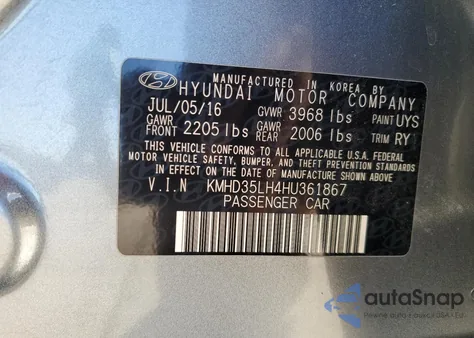 MANUFACTURED IN KOREA BY
HYUNDAI MOTOR COMPANY
JUL/05/16 GVWR 3968 lbs PAINT UYS
GAWR FRONT 2205 lbs GAWR REAR 2006 lbs TRIM RY
THIS VEHICLE CONFORMS TO ALL APPLICABLE U.S.A. FEDERAL
MOTOR VEHICLE SAFETY, BUMPER, AND THEFT PREVENTION STANDARDS
IN EFFECT ON THE DATE OF MANUFACTURE SHOWN ABOVE.
V.I.N KMHD35LH4HU361867
PASSENGER CAR
autoSnap